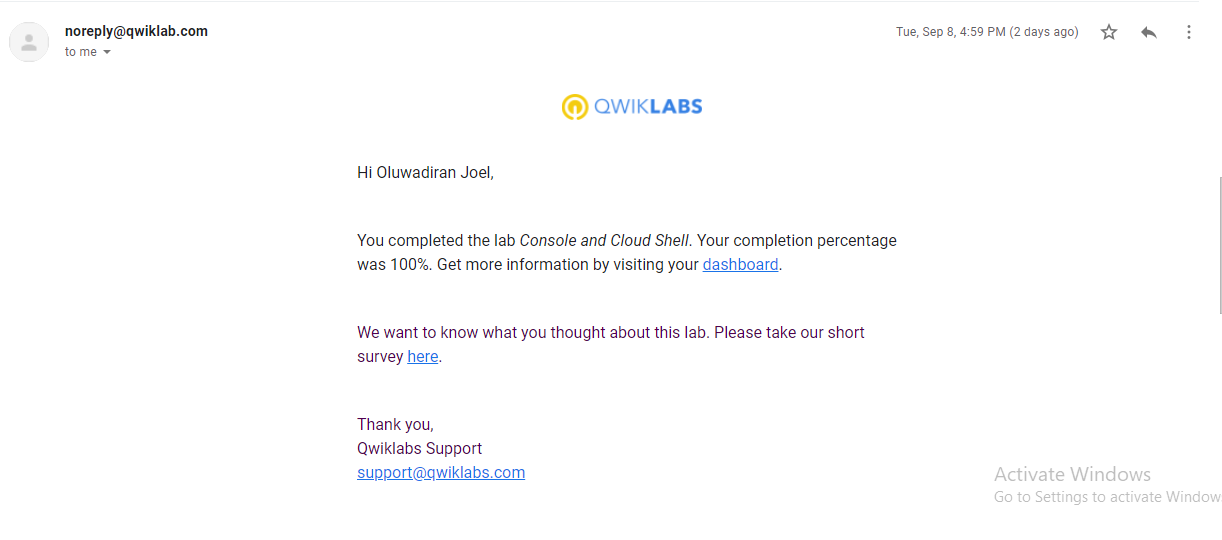 noreply@qwiklab.com
Tue, Sep 8, 4:59 PM (2 days ago)
to me
QWIKLABS
Hi Oluwadiran Joel,
You completed the lab Console and Cloud Shell. Your completion percentage
was 100%. Get more information by visiting your dashboard.
We want to know what you thought about this lab. Please take our short
survey here.
Thank you,
Qwiklabs Support
support@qwiklabs.com
Activate Windows
Go to Settings to activate Window